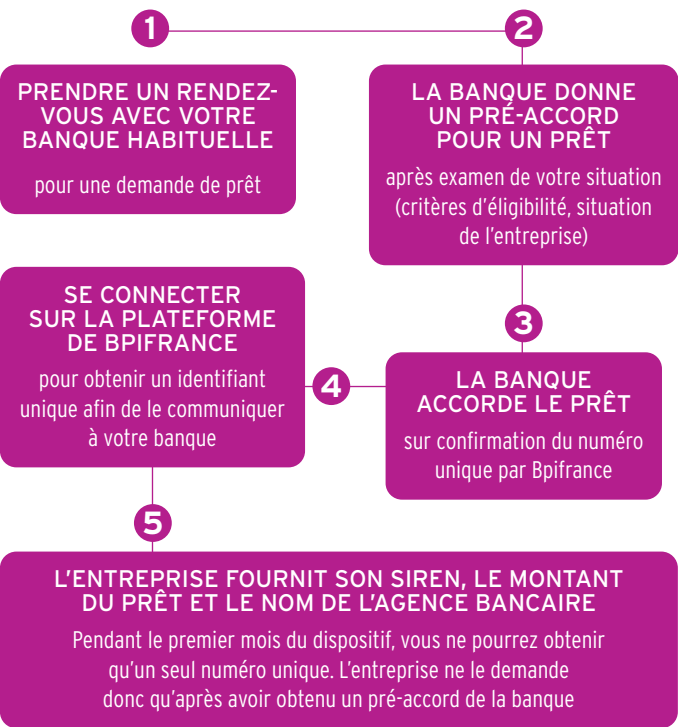 1
PRENDRE UN RENDEZ-
VOUS AVEC VOTRE
BANQUE HABITUELLE
pour une demande de prêt
2
LA BANQUE DONNE
UN PRÉ-ACCORD
POUR UN PRÊT
après examen de votre situation
(critères d'éligibilité, situation
de l'entreprise)
3
LA BANQUE
ACCORDE LE PRÊT
sur confirmation du numéro
unique par Bpifrance
4
SE CONNECTER
SUR LA PLATEFORME
DE BPIFRANCE
pour obtenir un identifiant
unique afin de le communiquer
à votre banque
5
L'ENTREPRISE FOURNIT SON SIREN, LE MONTANT
DU PRÊT ET LE NOM DE L'AGENCE BANCAIRE
Pendant le premier mois du dispositif, vous ne pourrez obtenir
qu'un seul numéro unique. L'entreprise ne le demande
donc qu'après avoir obtenu un pré-accord de la banque